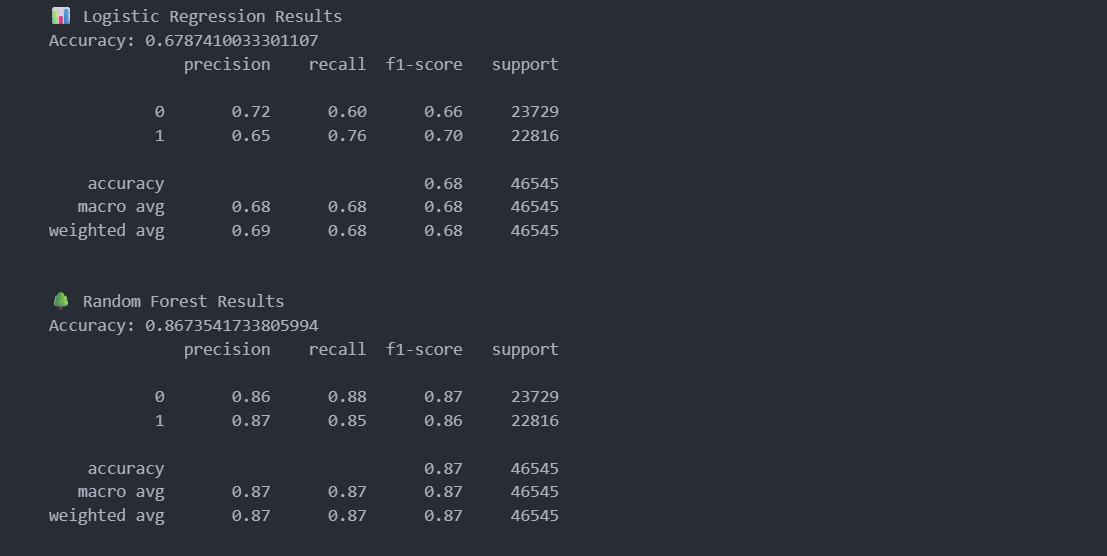 📊 Logistic Regression Results
Accuracy: 0.6787410033301107
              precision    recall  f1-score   support

           0       0.72      0.60      0.66     23729
           1       0.65      0.76      0.70     22816

    accuracy                           0.68     46545
   macro avg       0.68      0.68      0.68     46545
weighted avg       0.69      0.68      0.68     46545

🌳 Random Forest Results
Accuracy: 0.8673541733805994
              precision    recall  f1-score   support

           0       0.86      0.88      0.87     23729
           1       0.87      0.85      0.86     22816

    accuracy                           0.87     46545
   macro avg       0.87      0.87      0.87     46545
weighted avg       0.87      0.87      0.87     46545